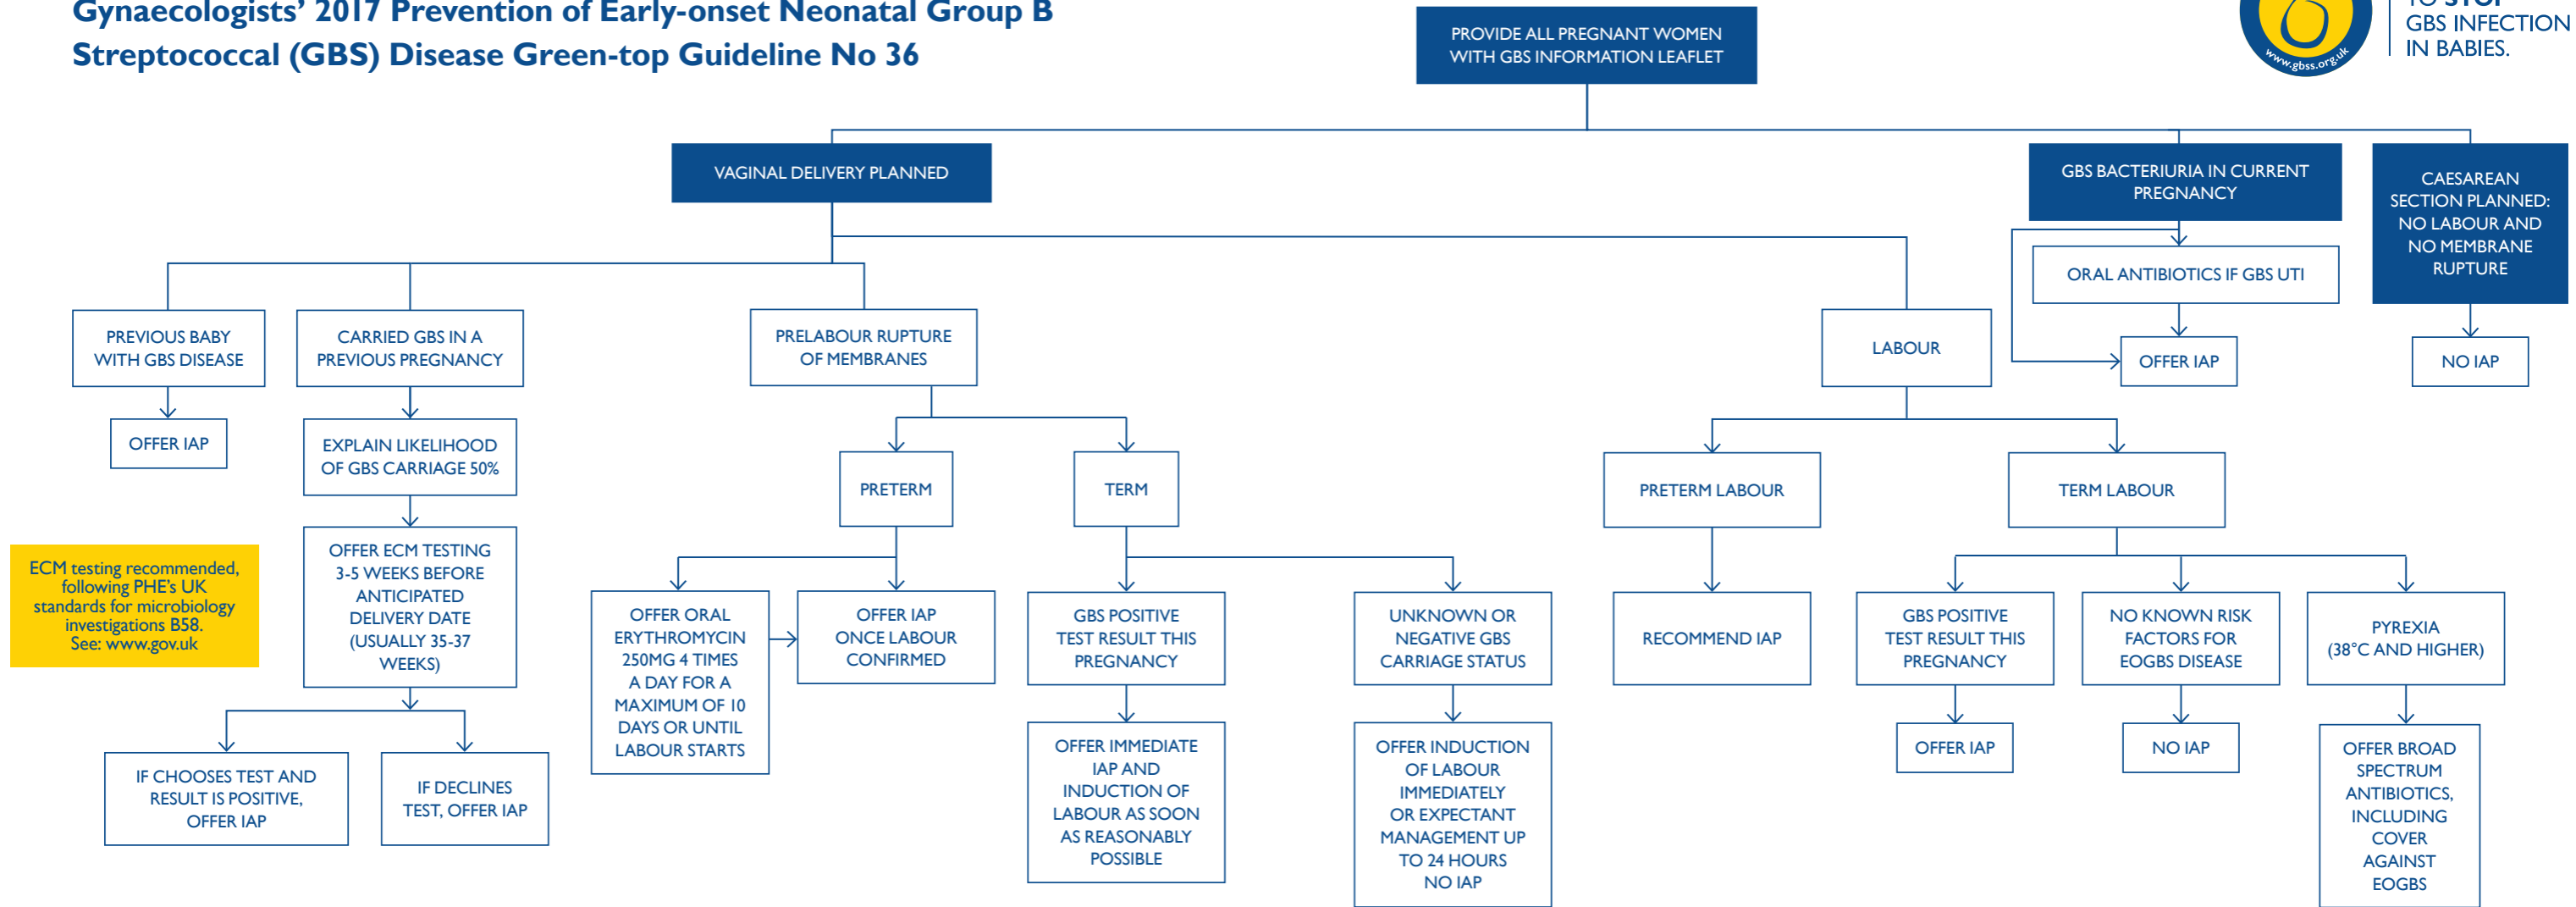 Gynaecologists’ 2017 Prevention of Early-onset Neonatal Group B
Streptococcal (GBS) Disease Green-top Guideline No 36
www.gbss.org.uk
TO STOP
GBS INFECTION
IN BABIES.
PROVIDE ALL PREGNANT WOMEN
WITH GBS INFORMATION LEAFLET
VAGINAL DELIVERY PLANNED
GBS BACTERIURIA IN CURRENT
PREGNANCY
CAESAREAN
SECTION PLANNED:
NO LABOUR AND
NO MEMBRANE
RUPTURE
ORAL ANTIBIOTICS IF GBS UTI
OFFER IAP
NO IAP
PREVIOUS BABY
WITH GBS DISEASE
OFFER IAP
CARRIED GBS IN A
PREVIOUS PREGNANCY
EXPLAIN LIKELIHOOD
OF GBS CARRIAGE 50%
OFFER ECM TESTING
3-5 WEEKS BEFORE
ANTICIPATED
DELIVERY DATE
(USUALLY 35-37
WEEKS)
ECM testing recommended,
following PHE’s UK
standards for microbiology
investigations B58.
See: www.gov.uk
IF CHOOSES TEST AND
RESULT IS POSITIVE,
OFFER IAP
IF DECLINES
TEST, OFFER IAP
PRELABOUR RUPTURE
OF MEMBRANES
PRETERM
TERM
OFFER ORAL
ERYTHROMYCIN
250MG 4 TIMES
A DAY FOR A
MAXIMUM OF 10
DAYS OR UNTIL
LABOUR STARTS
OFFER IAP
ONCE LABOUR
CONFIRMED
GBS POSITIVE
TEST RESULT THIS
PREGNANCY
OFFER IMMEDIATE
IAP AND
INDUCTION OF
LABOUR AS SOON
AS REASONABLY
POSSIBLE
UNKNOWN OR
NEGATIVE GBS
CARRIAGE STATUS
OFFER INDUCTION
OF LABOUR
IMMEDIATELY
OR EXPECTANT
MANAGEMENT UP
TO 24 HOURS
NO IAP
LABOUR
PRETERM LABOUR
TERM LABOUR
RECOMMEND IAP
GBS POSITIVE
TEST RESULT THIS
PREGNANCY
OFFER IAP
NO KNOWN RISK
FACTORS FOR
EOGBS DISEASE
NO IAP
PYREXIA
(38°C AND HIGHER)
OFFER BROAD
SPECTRUM
ANTIBIOTICS,
INCLUDING
COVER
AGAINST
EOGBS